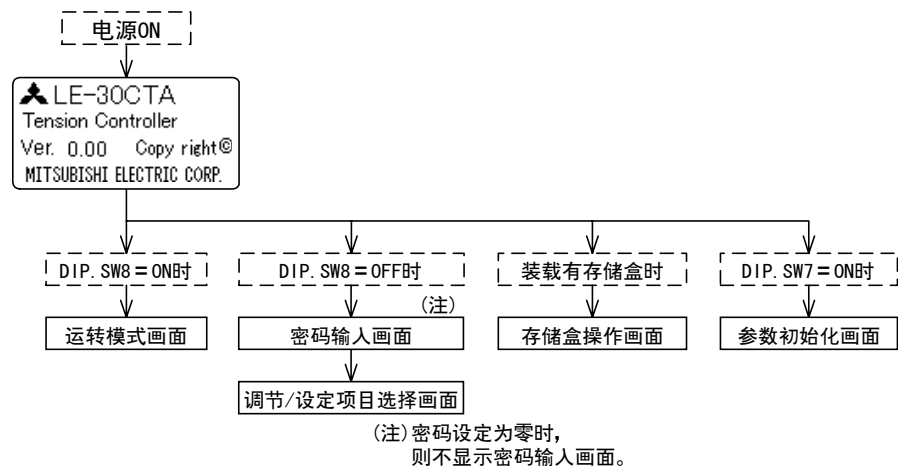 电源ON
LE-30CTA
Tension Controller
Ver. 0.00 Copy right©
MITSUBISHI ELECTRIC CORP.
DIP. SW8=ON时
DIP. SW8=OFF时
装载有存储盒时
DIP. SW7=ON时
(注)
运转模式画面
密码输入画面
存储盒操作画面
参数初始化画面
调节/设定项目选择画面
(注)密码设定为零时，
则不显示密码输入画面。